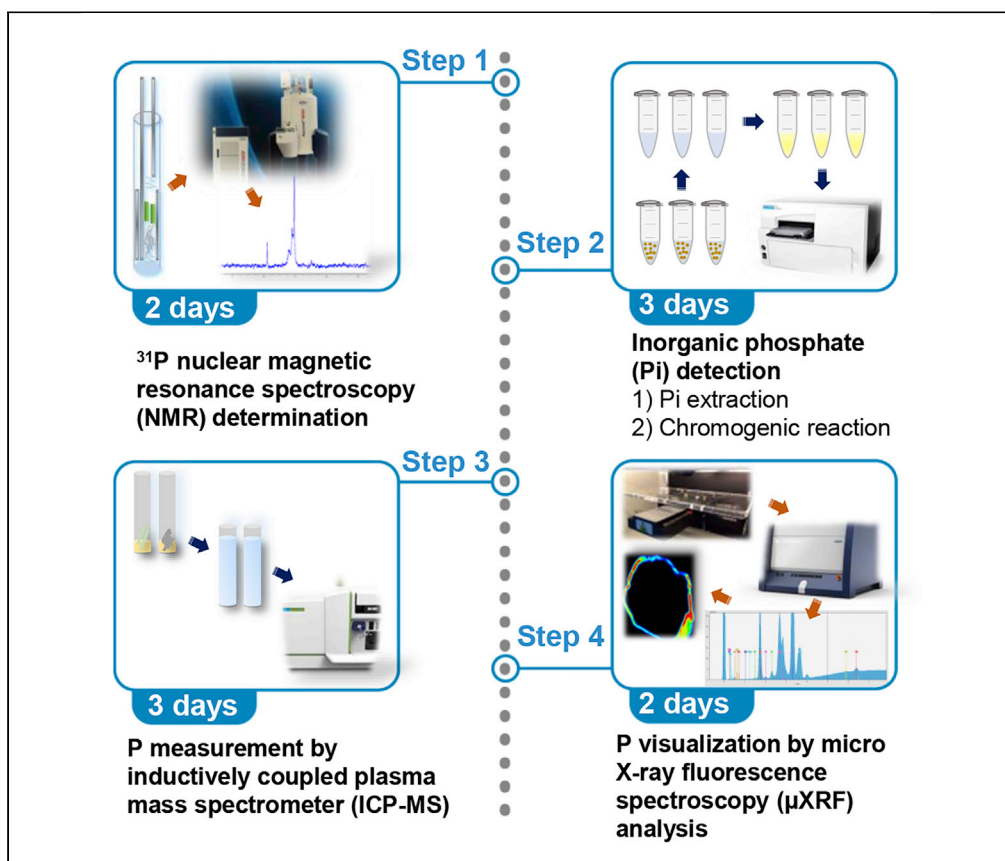 Step 1
2 days
³¹P nuclear magnetic
resonance spectroscopy
(NMR) determination
Step 2
3 days
Inorganic phosphate
(Pi) detection
1) Pi extraction
2) Chromogenic reaction
Step 3
3 days
P measurement by
inductively coupled plasma
mass spectrometer (ICP-MS)
Step 4
2 days
P visualization by micro
X-ray fluorescence
spectroscopy (μXRF)
analysis